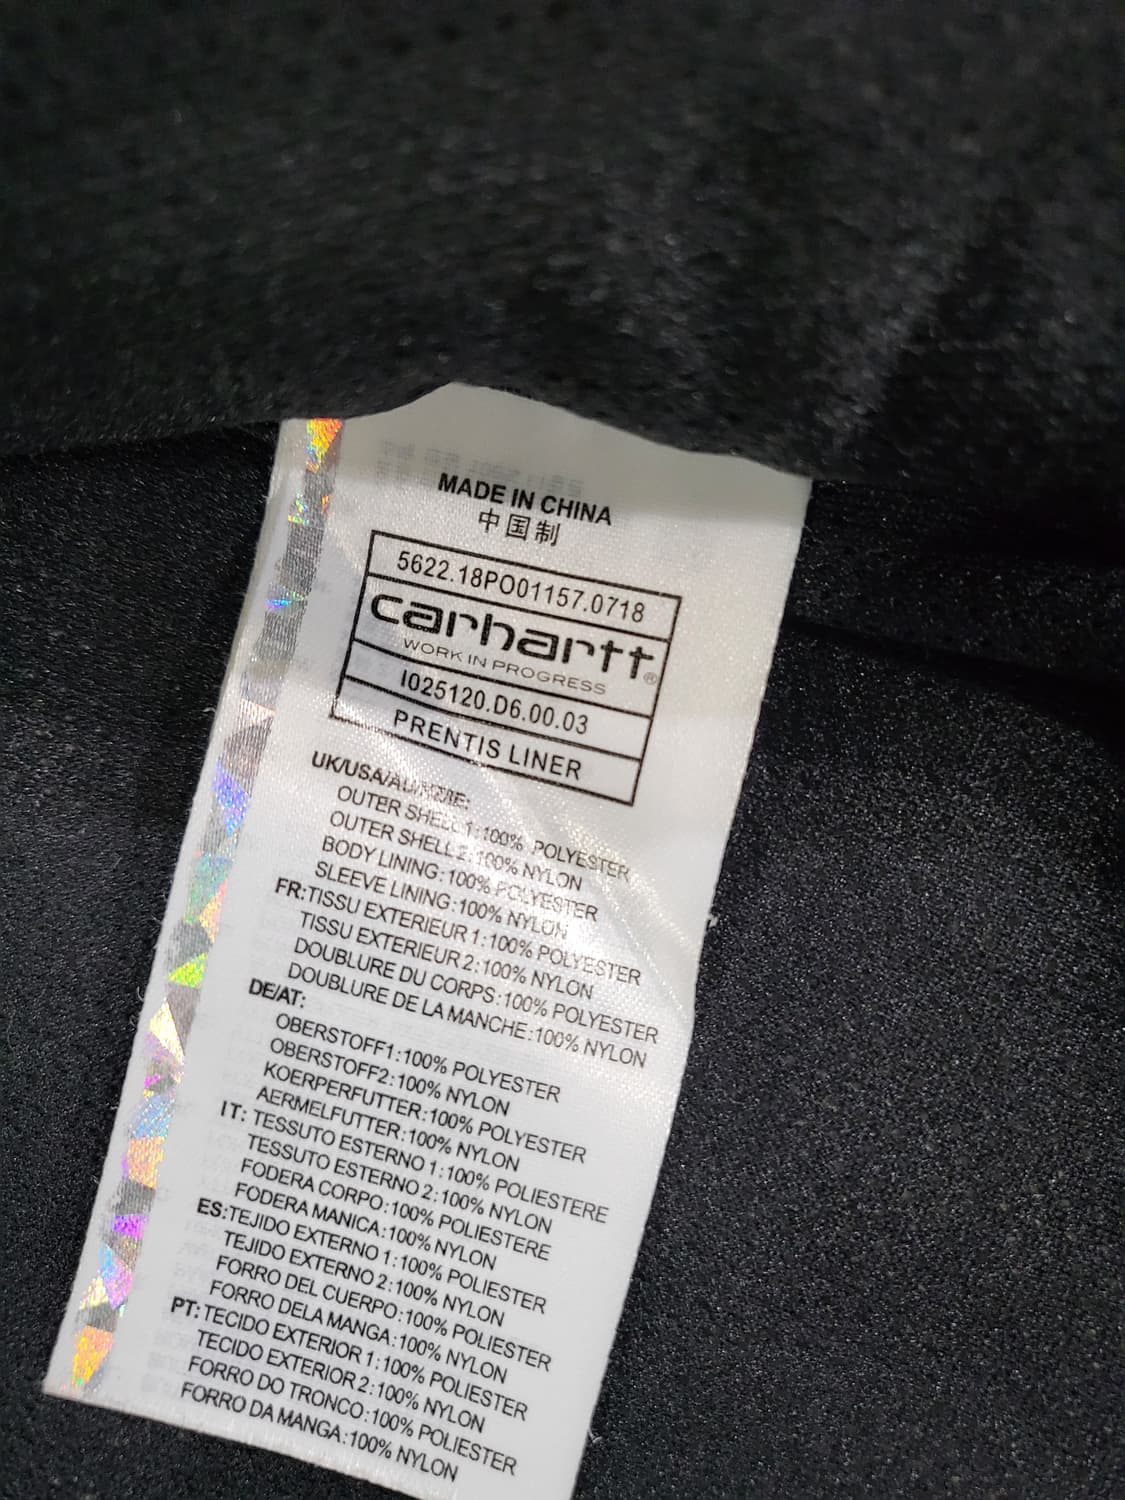 MADE IN CHINA
中国制
5622.18PO01157.0718
carhartt
WORK IN PROGRESS ®
I025120.D6.00.03
PRENTIS LINER
UK/USA/AU/
OUTER SHELL 1:100% POLYESTER
OUTER SHELL 2:100% NYLON
BODY LINING:100% POLYESTER
SLEEVE LINING:100% NYLON
FR:TISSU EXTERIEUR 1:100% POLYESTER
TISSU EXTERIEUR 2:100% NYLON
DOUBLURE DU CORPS:100% POLYESTER
DOUBLURE DE LA MANCHE:100% NYLON
DE/AT:
OBERSTOFF1:100% POLYESTER
OBERSTOFF2:100% NYLON
KOERPERFUTTER:100% POLYESTER
AERMELFUTTER:100% NYLON
IT: TESSUTO ESTERNO 1:100% POLIESTERE
TESSUTO ESTERNO 2:100% NYLON
FODERA CORPO:100% POLIESTERE
FODERA MANICA:100% NYLON
ES:TEJIDO EXTERNO 1:100% POLIESTER
TEJIDO EXTERNO 2:100% NYLON
FORRO DEL CUERPO:100% POLIESTER
FORRO DELA MANGA:100% NYLON
PT: TECIDO EXTERIOR 1:100% POLIESTER
TECIDO EXTERIOR 2:100% NYLON
FORRO DO TRONCO:100% POLIESTER
FORRO DA MANGA:100% NYLON